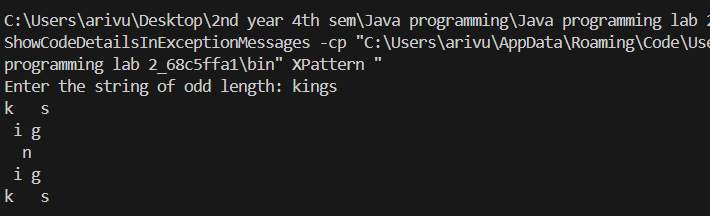 C:\Users\arivu\Desktop\2nd year 4th sem\Java programming\Java programming lab 2
ShowCodeDetailsInExceptionMessages -cp "C:\Users\arivu\AppData\Roaming\Code\Use
programming lab 2_68c5ffa1\bin" XPattern "
Enter the string of odd length: kings
k   s
 i g
  n
 i g
k   s